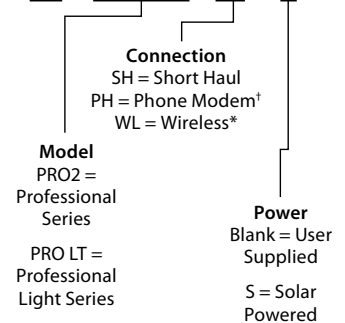 Connection
SH = Short Haul
PH = Phone Modem†
WL = Wireless*
Model
PRO2 =
Professional
Series
PRO LT =
Professional
Light Series
Power
Blank = User
Supplied
S = Solar
Powered